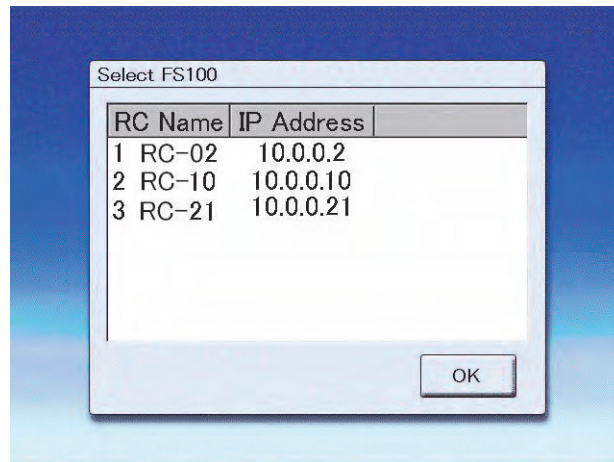 Select FS100
RC Name IP Address
1 RC-02 10.0.0.2
2 RC-10 10.0.0.10
3 RC-21 10.0.0.21
OK